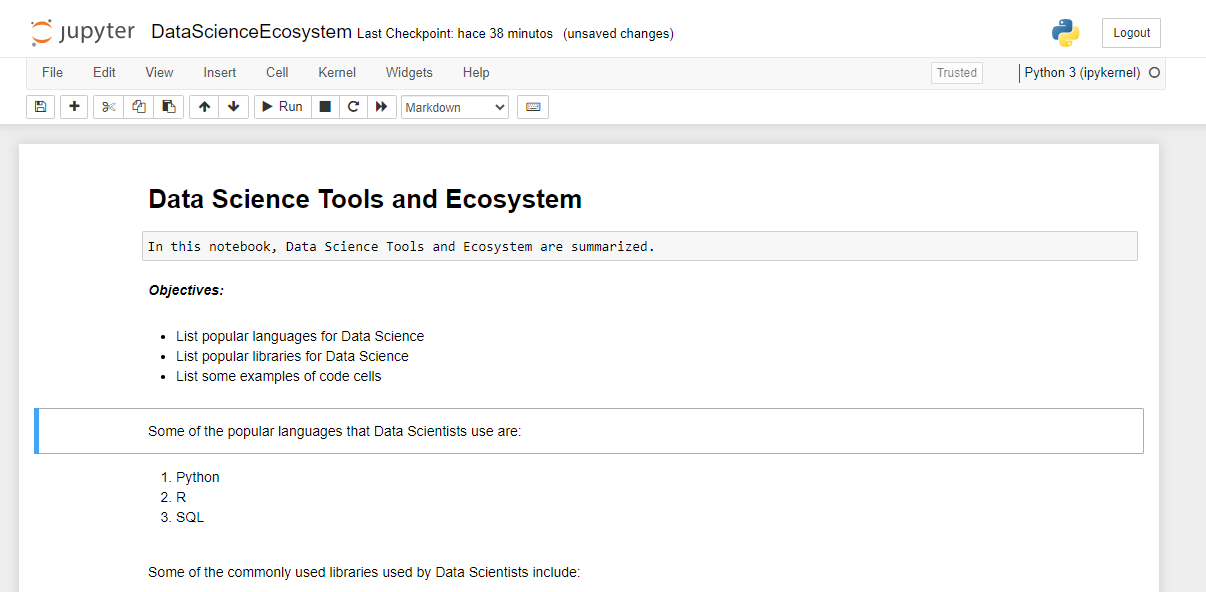 jupyter DataScienceEcosystem Last Checkpoint: hace 38 minutos (unsaved changes) Logout
File Edit View Insert Cell Kernel Widgets Help Trusted Python 3 (ipykernel)
Run Markdown
Data Science Tools and Ecosystem
In this notebook, Data Science Tools and Ecosystem are summarized.
Objectives:
• List popular languages for Data Science
• List popular libraries for Data Science
• List some examples of code cells
Some of the popular languages that Data Scientists use are:
1. Python
2. R
3. SQL
Some of the commonly used libraries used by Data Scientists include: